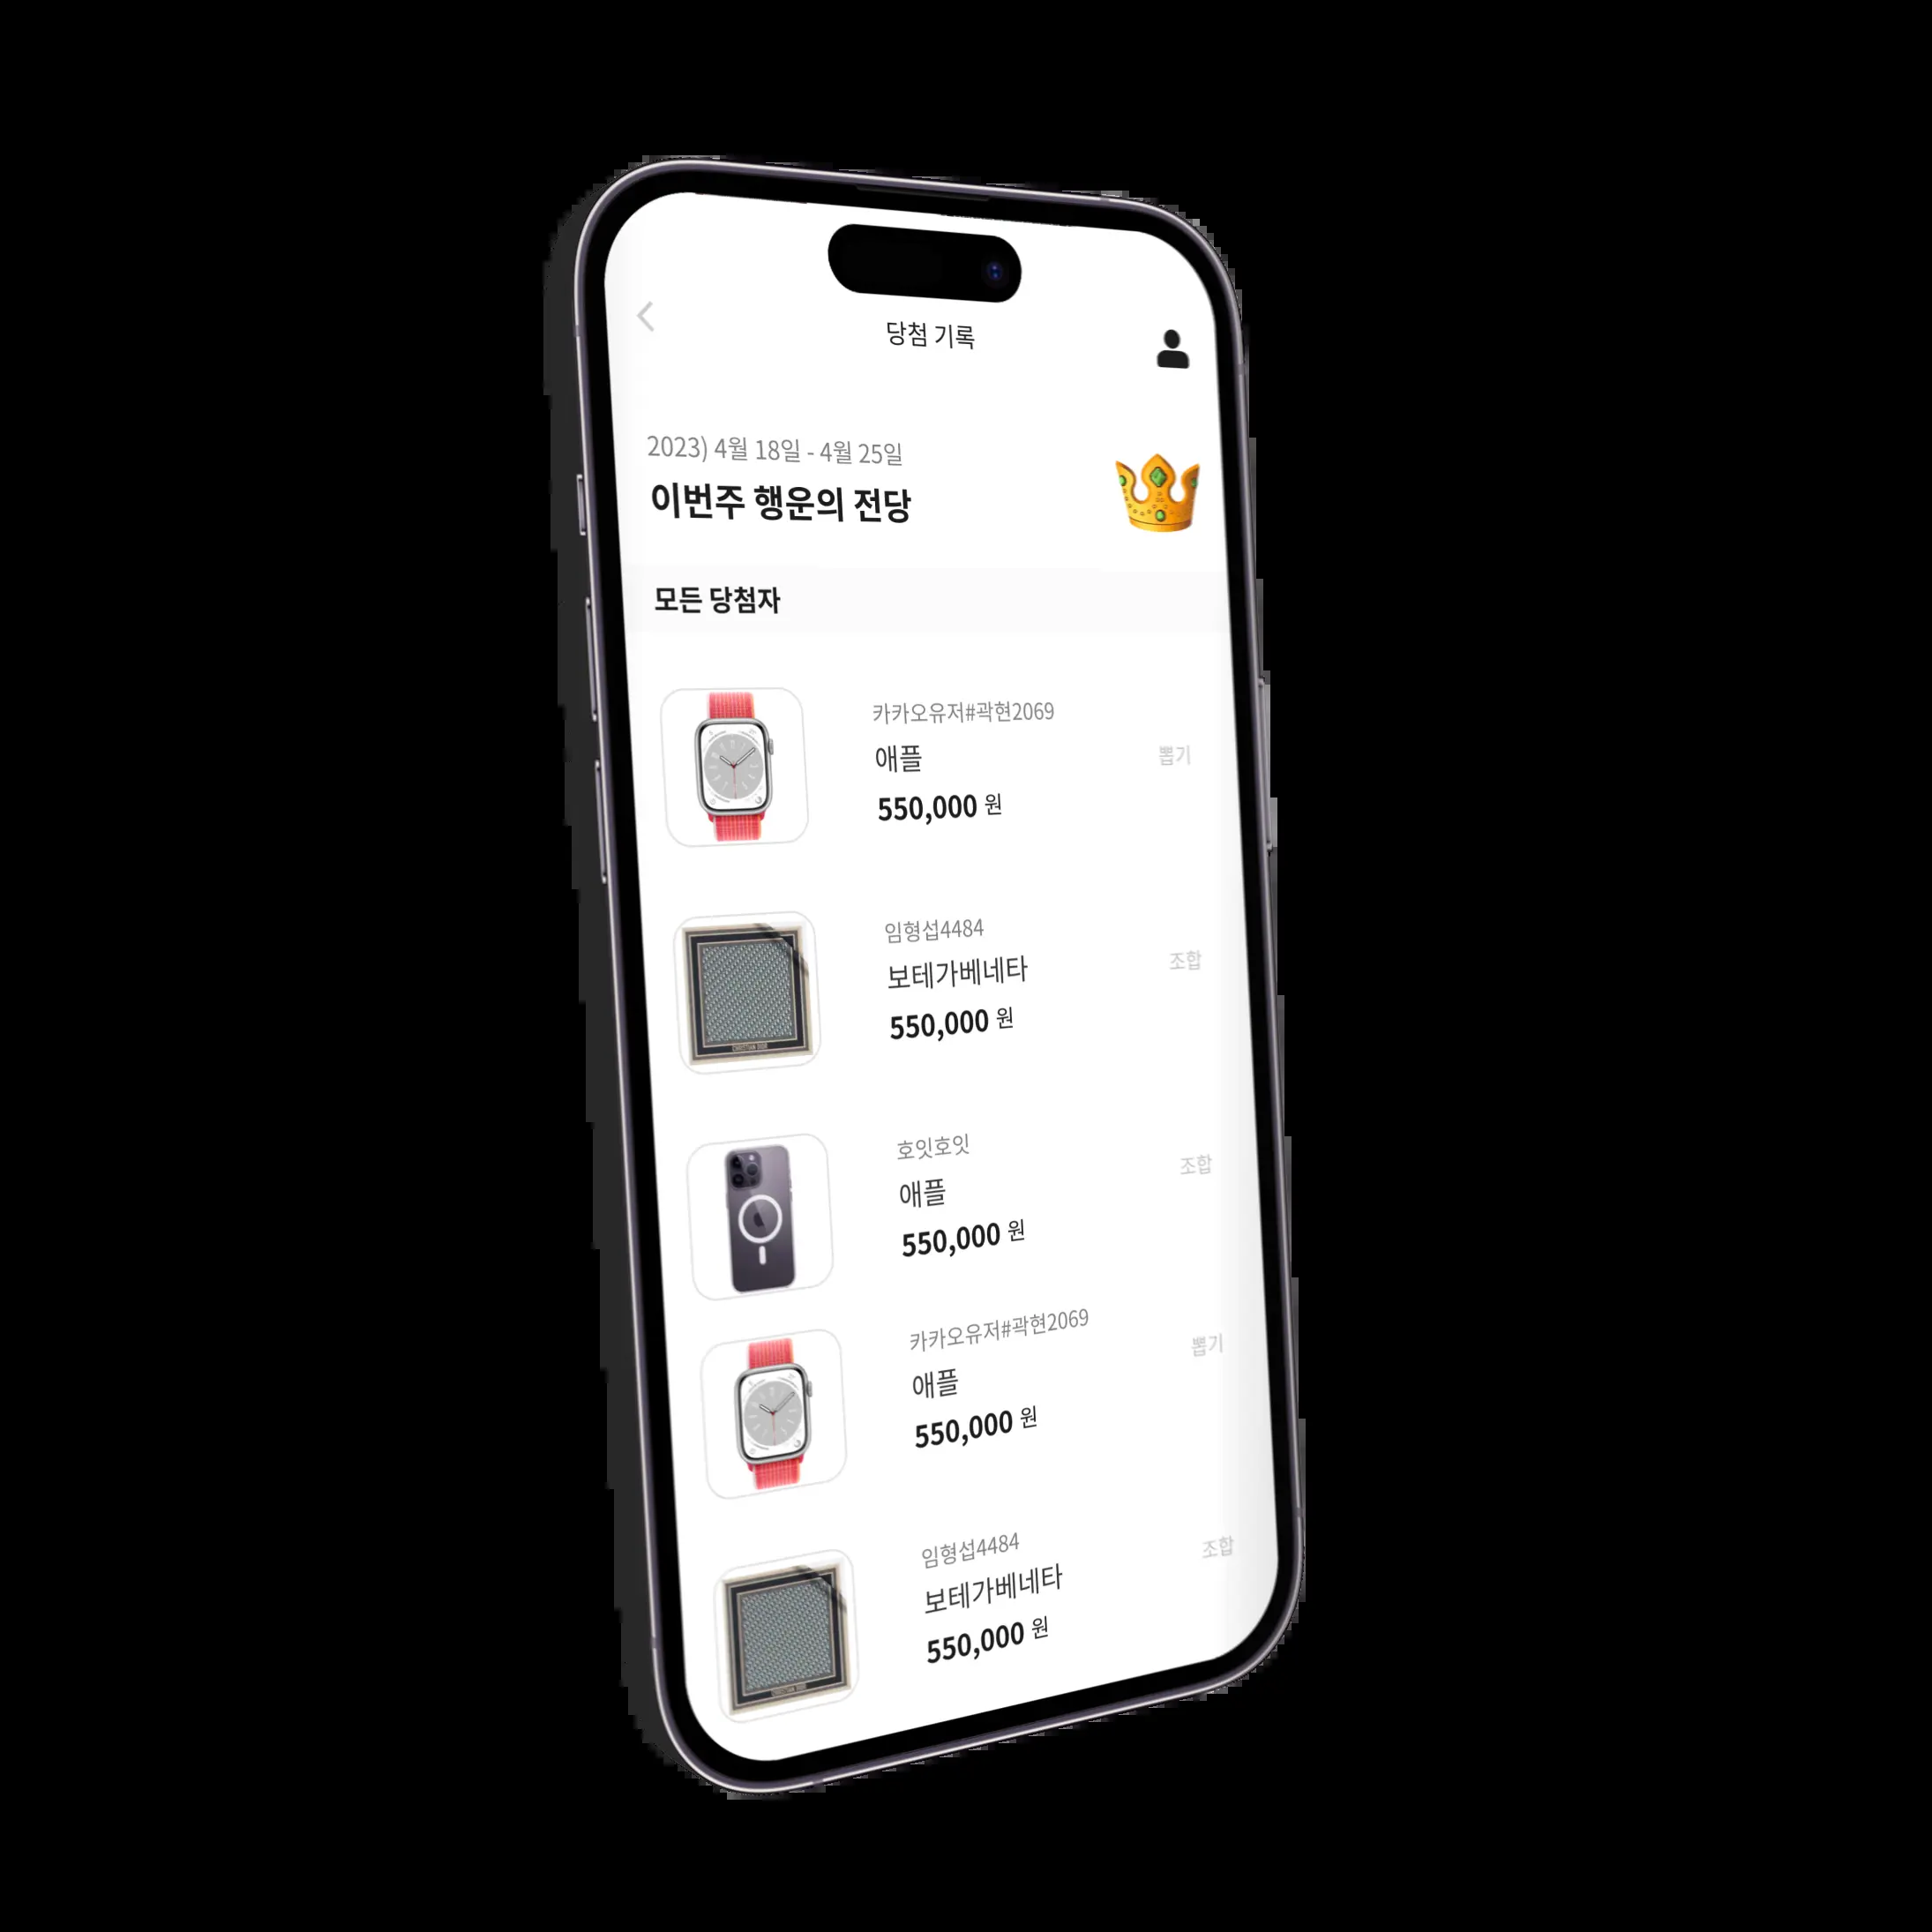 당첨 기록
2023) 4월 18일 - 4월 25일
이번주 행운의 전당
모든 당첨자
카카오유저#곽현2069
애플
뽑기
550,000 원
임형섭4484
보테가베네타
조합
550,000 원
CHRISTIAN DIOR
호잇호잇
애플
조합
550,000 원
카카오유저#곽현2069
애플
뽑기
550,000 원
임형섭4484
보테가베네타
조합
550,000 원
CHRISTIAN DIOR